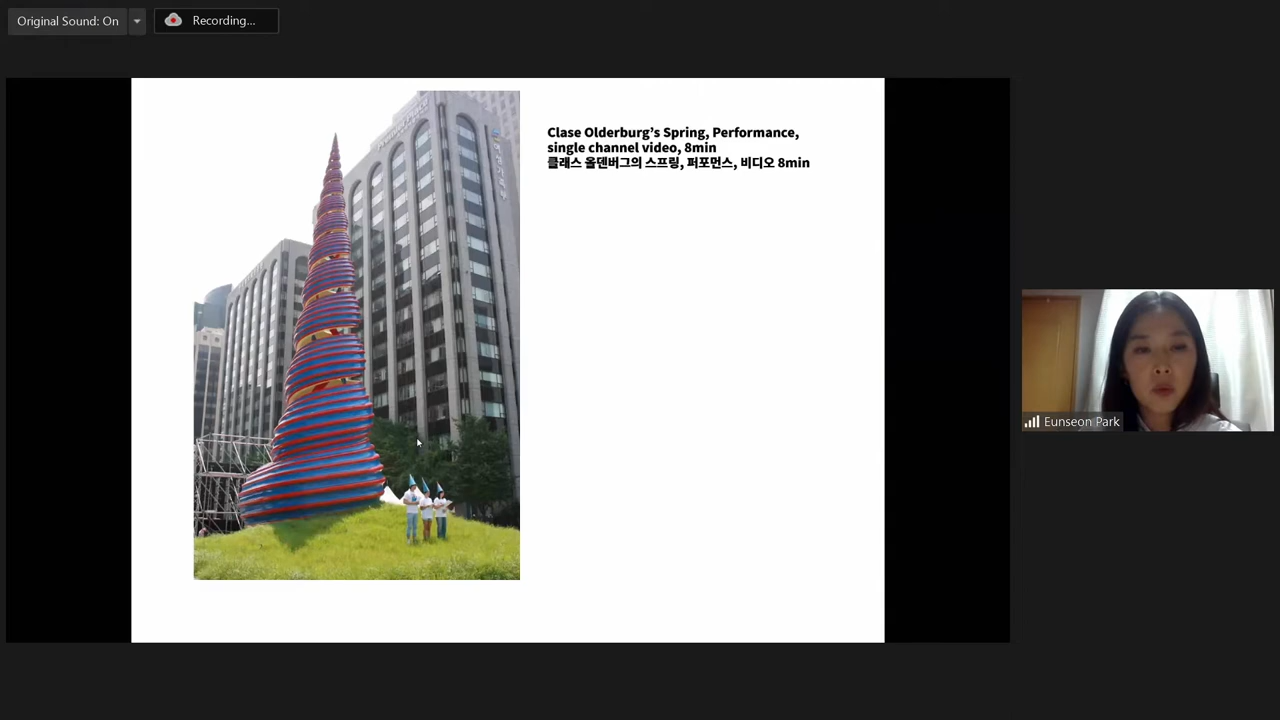 Original Sound: On
Recording...
Clase Olderburg's Spring, Performance,
single channel video, 8min
클래스 올덴버그의 스프링, 퍼포먼스, 비디오 8min
Eunseon Park